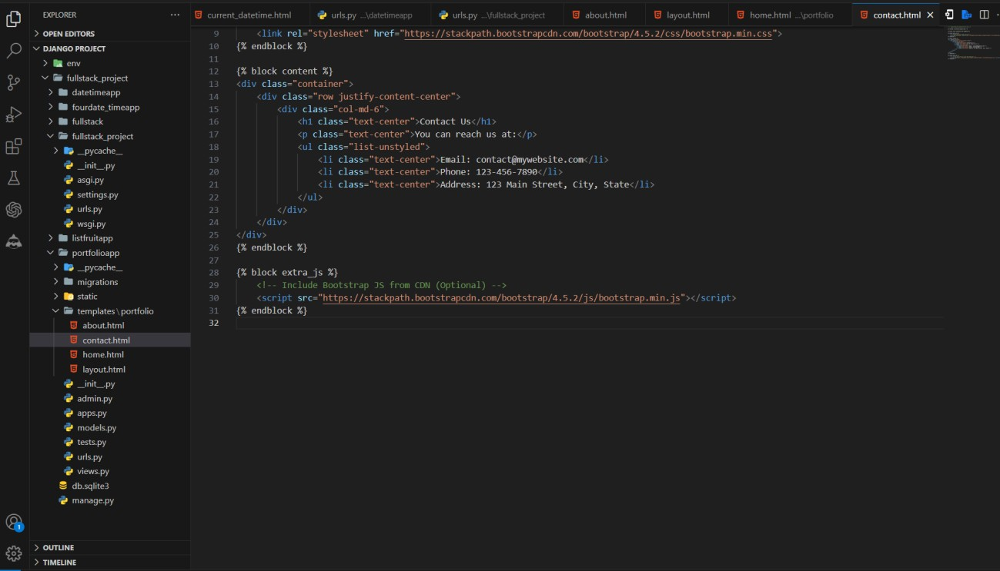 EXPLORER
OPEN EDITORS
DJANGO PROJECT
env
fullstack_project
datetimeapp
fourdate_timeapp
fullstack
fullstack_project
__pycache__
__init__.py
asgi.py
settings.py
urls.py
wsgi.py
listfruitapp
portfolioapp
__pycache__
migrations
static
templates\portfolio
about.html
contact.html
home.html
layout.html
__init__.py
admin.py
apps.py
models.py
tests.py
urls.py
views.py
db.sqlite3
manage.py
OUTLINE
TIMELINE
1
current_datetime.html urls.py ...\datetimeapp urls.py ...\fullstack_project about.html layout.html home.html ...\portfolio contact.html
9 <link rel="stylesheet" href="https://stackpath.bootstrapcdn.com/bootstrap/4.5.2/css/bootstrap.min.css">
10 {% endblock %}
11
12 {% block content %}
13 <div class="container">
14 <div class="row justify-content-center">
15 <div class="col-md-6">
16 <h1 class="text-center">Contact Us</h1>
17 <p class="text-center">You can reach us at:</p>
18 <ul class="list-unstyled">
19 <li class="text-center">Email: contact@mywebsite.com</li>
20 <li class="text-center">Phone: 123-456-7890</li>
21 <li class="text-center">Address: 123 Main Street, City, State</li>
22 </ul>
23 </div>
24 </div>
25 </div>
26 {% endblock %}
27
28 {% block extra_js %}
29 <!-- Include Bootstrap JS from CDN (Optional) -->
30 <script src="https://stackpath.bootstrapcdn.com/bootstrap/4.5.2/js/bootstrap.min.js"></script>
31 {% endblock %}
32